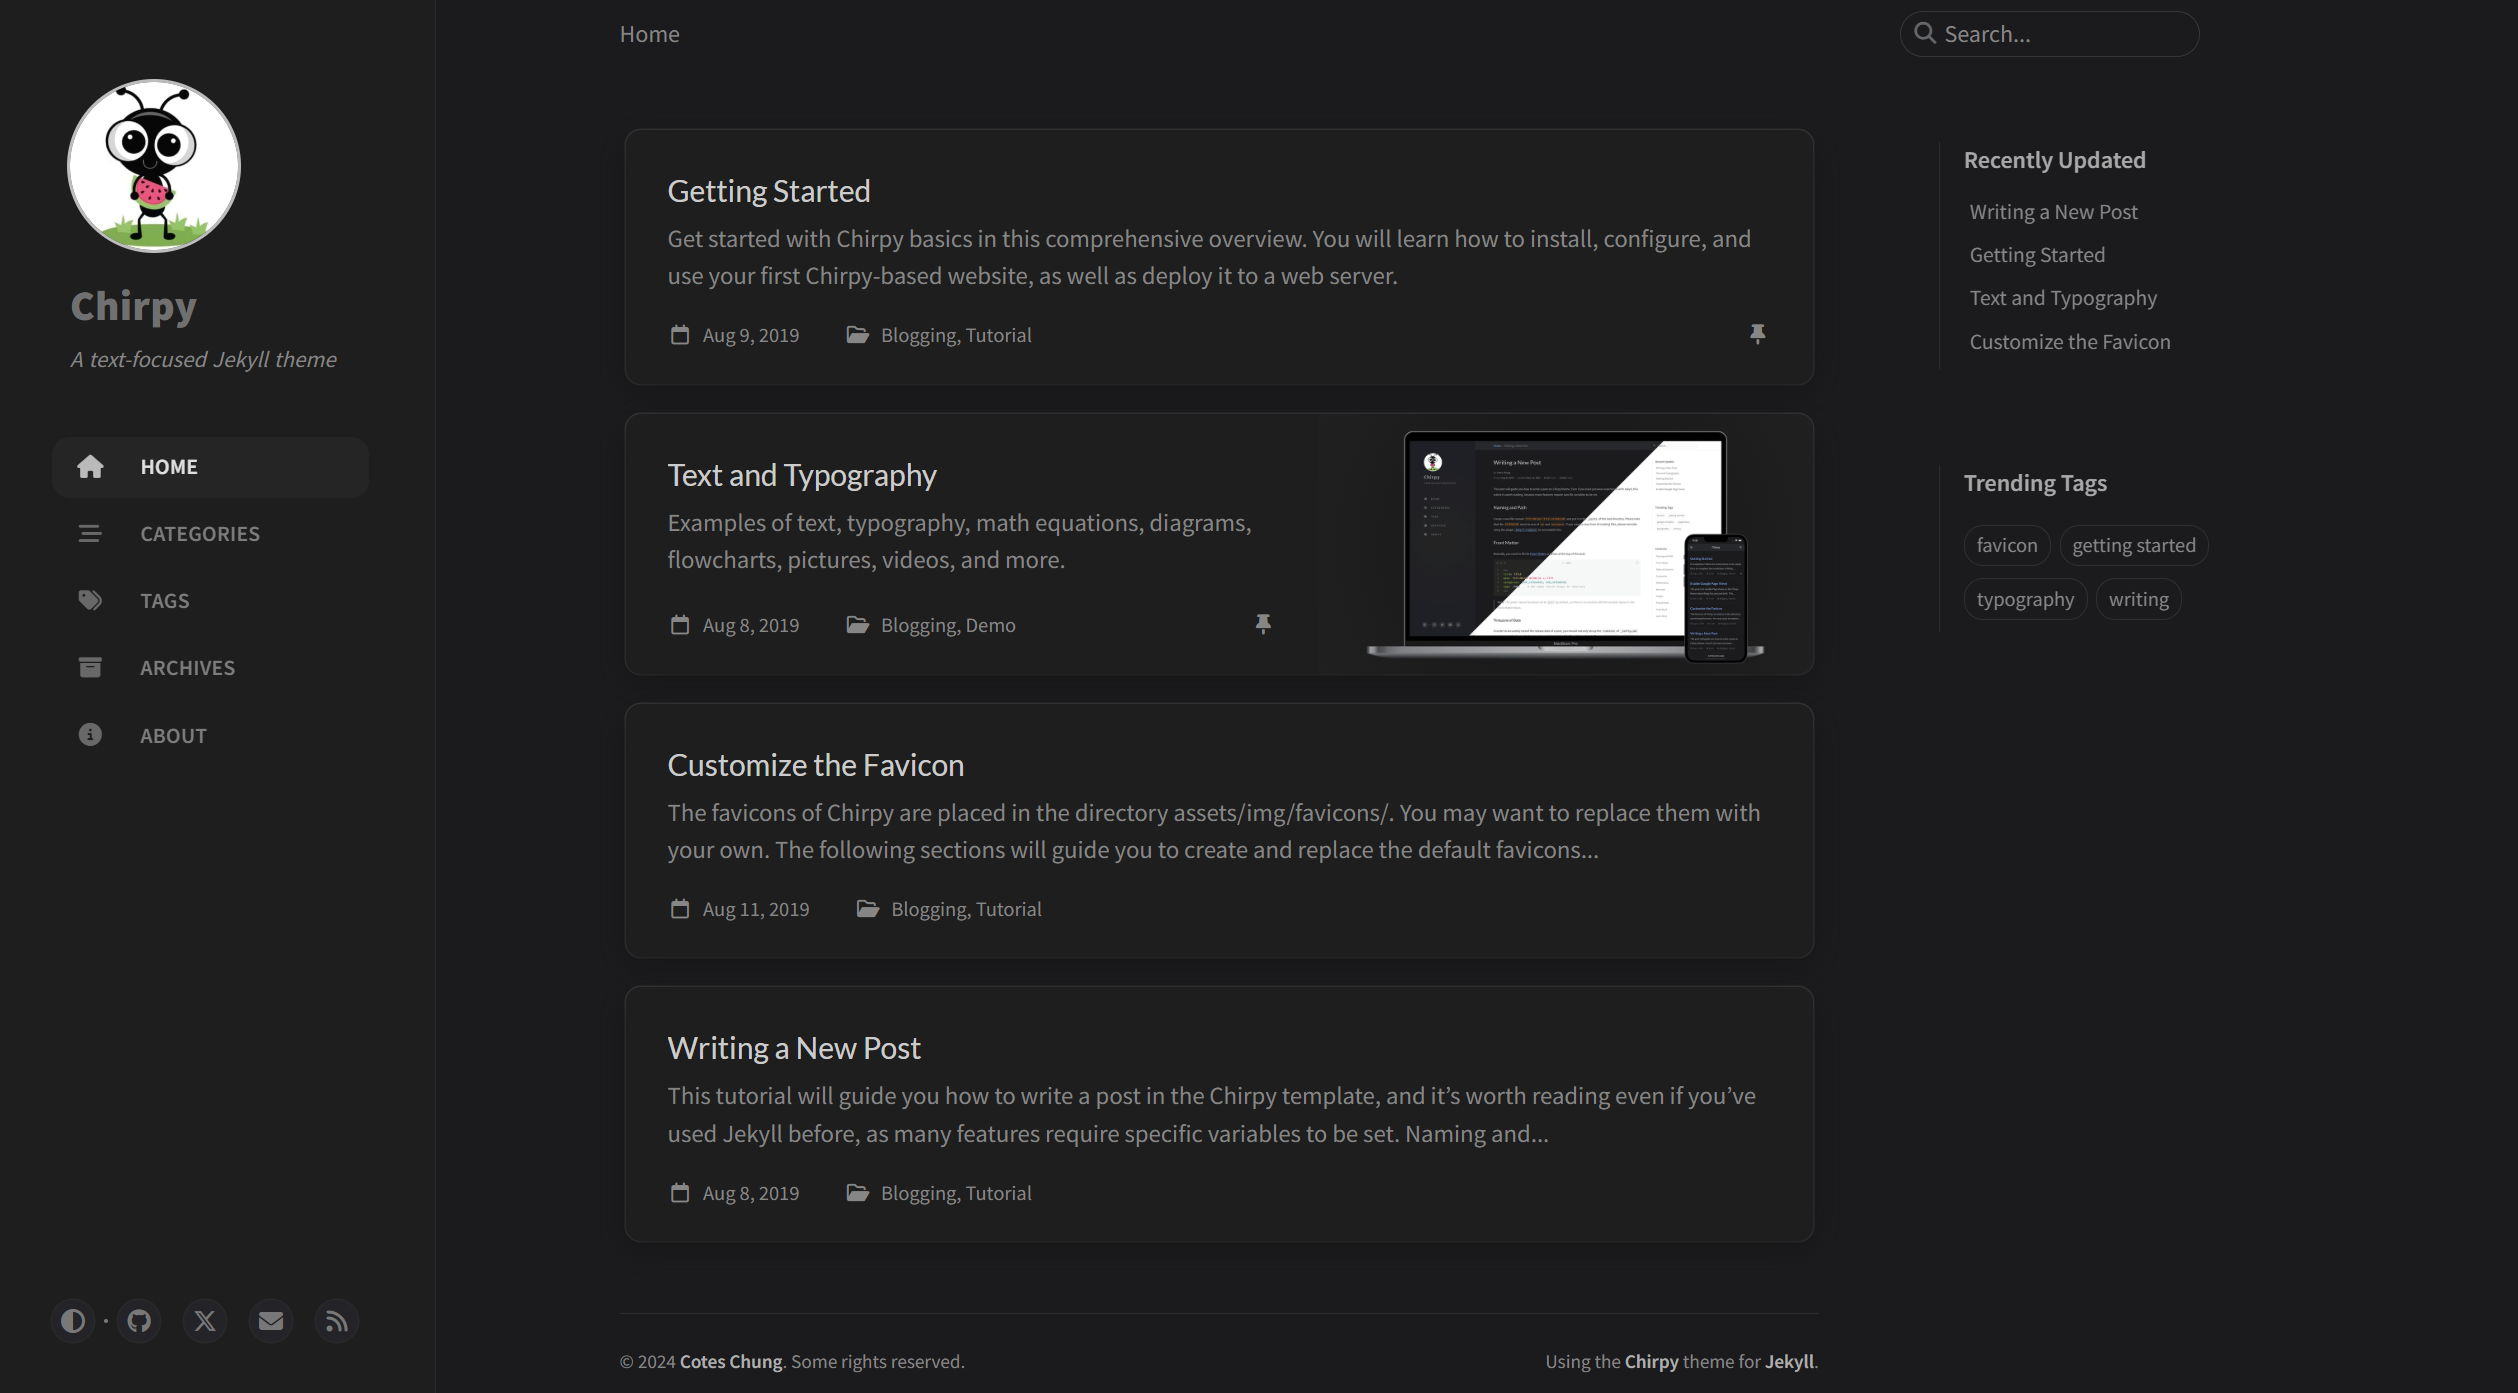 Chirpy
A text-focused Jekyll theme
HOME
CATEGORIES
TAGS
ARCHIVES
ABOUT
Home
Search...
Getting Started
Get started with Chirpy basics in this comprehensive overview. You will learn how to install, configure, and
use your first Chirpy-based website, as well as deploy it to a web server.
Aug 9, 2019 Blogging, Tutorial
Text and Typography
Examples of text, typography, math equations, diagrams,
flowcharts, pictures, videos, and more.
Aug 8, 2019 Blogging, Demo
Writing a New Post
Naming and Path
Front Matter
Customize the Favicon
The favicons of Chirpy are placed in the directory assets/img/favicons/. You may want to replace them with
your own. The following sections will guide you to create and replace the default favicons...
Aug 11, 2019 Blogging, Tutorial
Writing a New Post
This tutorial will guide you how to write a post in the Chirpy template, and it’s worth reading even if you’ve
used Jekyll before, as many features require specific variables to be set. Naming and...
Aug 8, 2019 Blogging, Tutorial
Recently Updated
Writing a New Post
Getting Started
Text and Typography
Customize the Favicon
Trending Tags
favicon getting started
typography writing
© 2024 Cotes Chung. Some rights reserved.
Using the Chirpy theme for Jekyll.